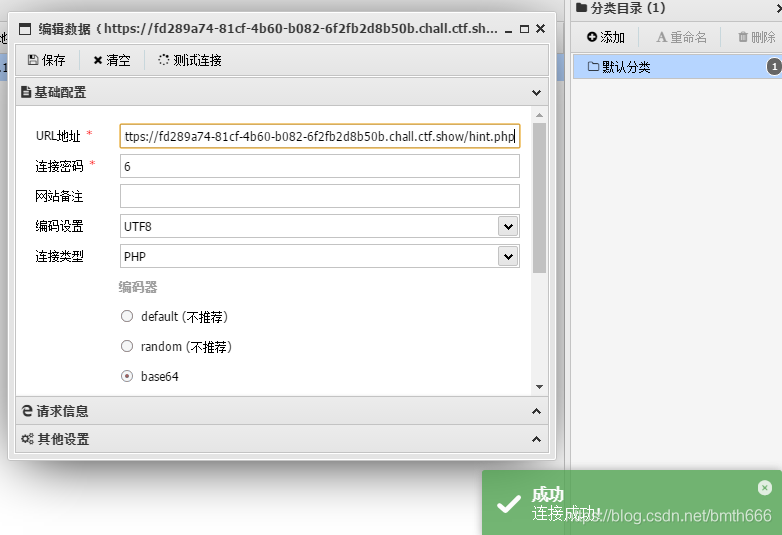 编辑数据 (https://fd289a74-81cf-4b60-b082-6f2fb2d8b50b.chall.ctf.show...
保存 清空 测试连接
基础配置
URL地址 * ttps://fd289a74-81cf-4b60-b082-6f2fb2d8b50b.chall.ctf.show/hint.php
连接密码 * 6
网站备注
编码设置 UTF8
连接类型 PHP
编码器
default (不推荐)
random (不推荐)
base64
请求信息
其他设置
分类目录 (1)
添加 重命名 删除
默认分类 1
成功
连接成功!
https://blog.csdn.net/bmth666